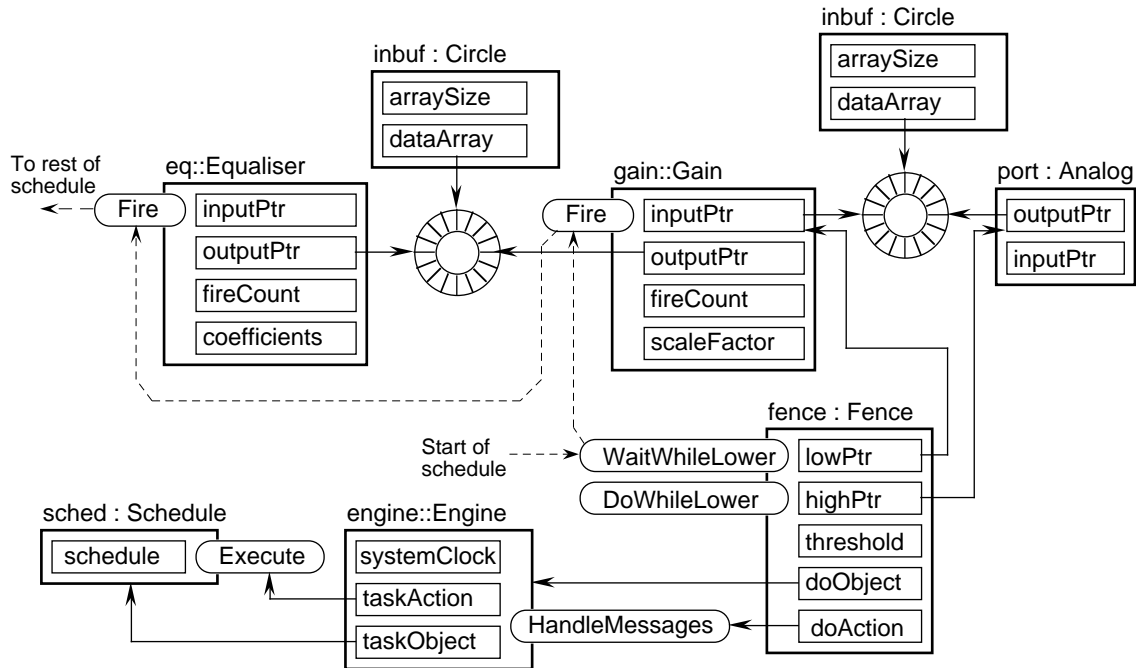 inbuf : Circle
arraySize
dataArray
inbuf : Circle
arraySize
dataArray
To rest of
schedule
eq::Equaliser
Fire
inputPtr
outputPtr
fireCount
coefficients
gain::Gain
Fire
inputPtr
outputPtr
fireCount
scaleFactor
port : Analog
outputPtr
inputPtr
Start of
schedule
fence : Fence
WaitWhileLower
DoWhileLower
lowPtr
highPtr
threshold
doObject
doAction
sched : Schedule
schedule
Execute
engine::Engine
systemClock
taskAction
taskObject
HandleMessages